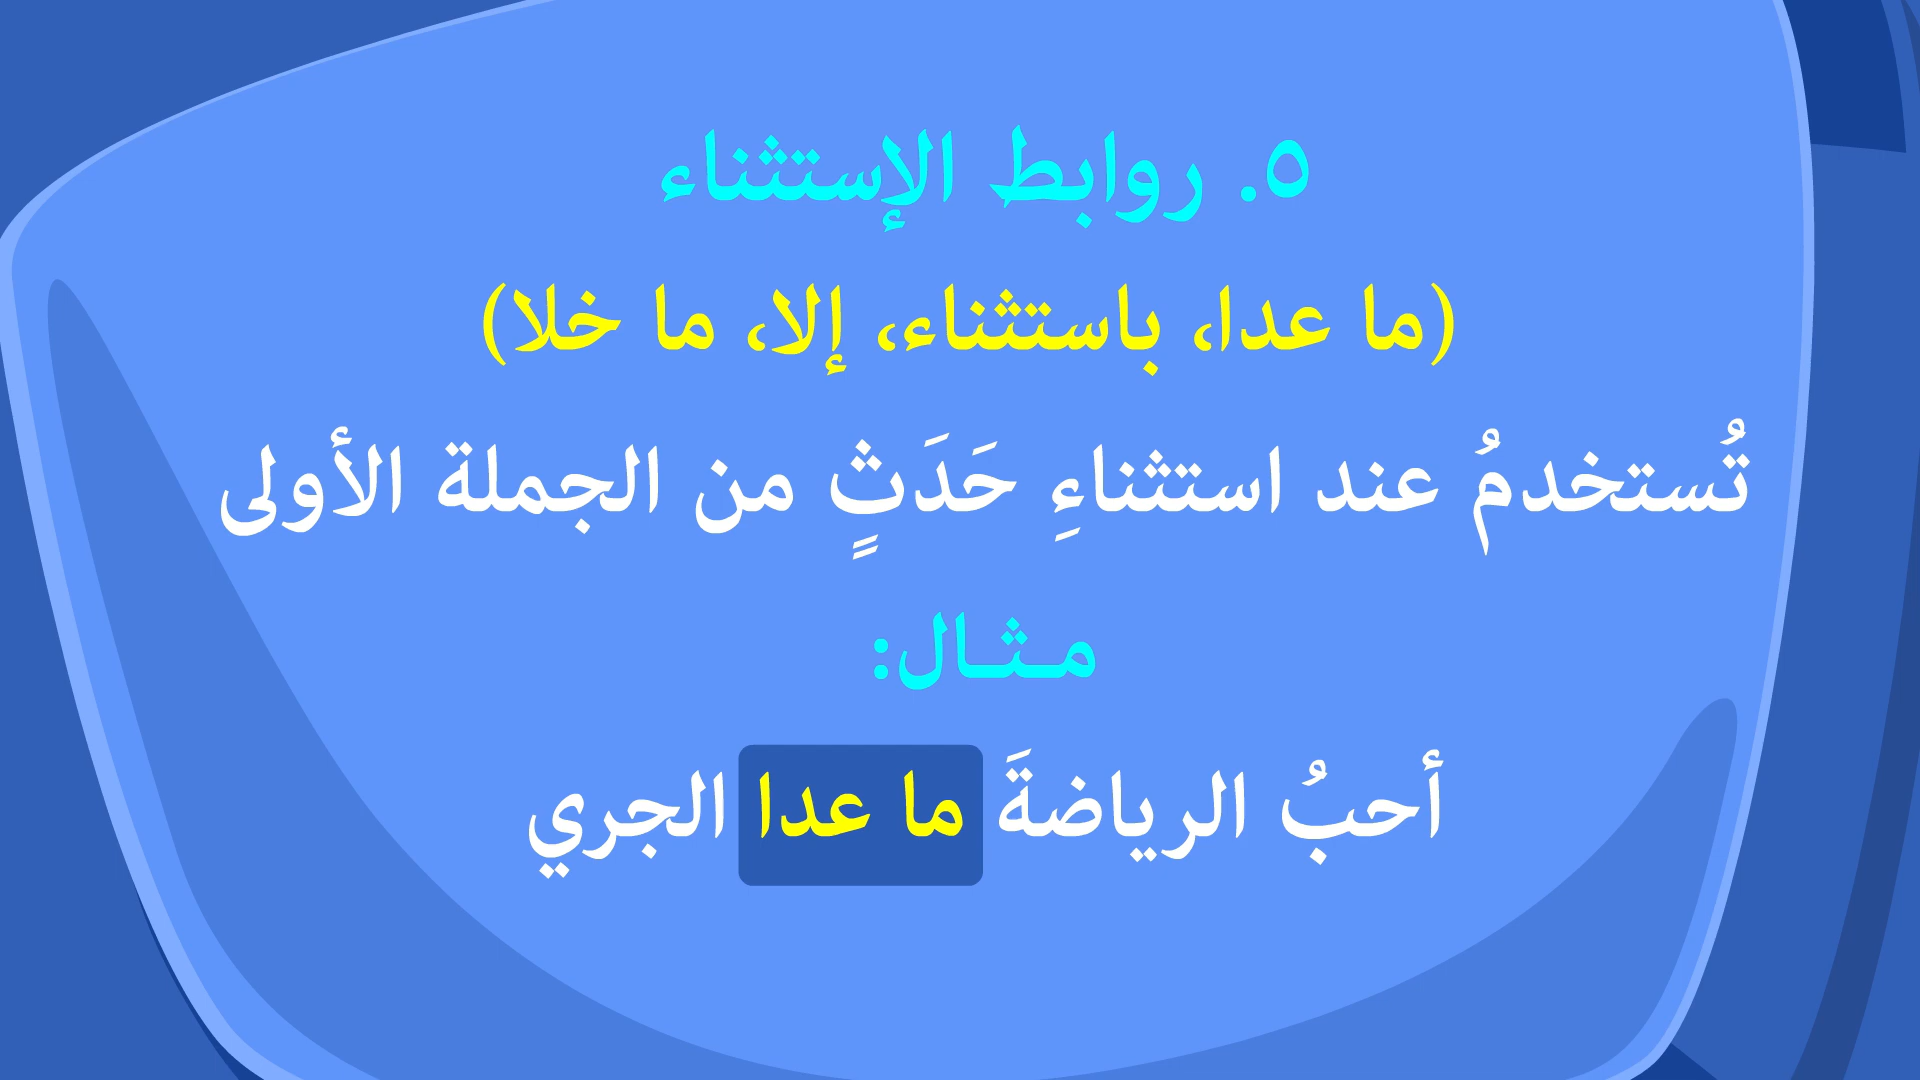 ٥. روابط الإستثناء
(ما عدا، باستثناء، إلا، ما خلا)
تُستخدمُ عند استثناءِ حَدَثٍ من الجملة الأولى
مـثـال:
أحبُ الرياضةَ ما عدا الجري